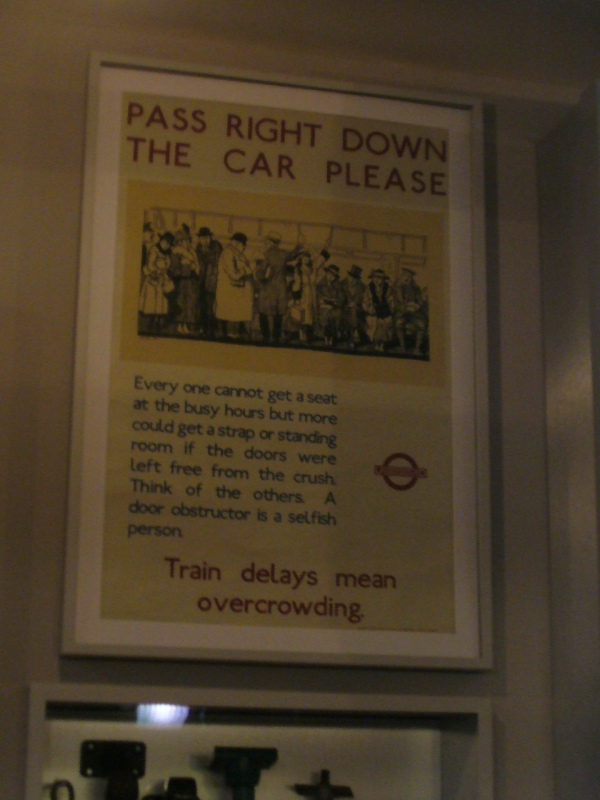 PASS RIGHT DOWN
THE CAR PLEASE
Every one cannot get a seat
at the busy hours but more
could get a strap or standing
room if the doors were
left free from the crush.
Think of the others. A
door obstructor is a selfish
person.
Train delays mean
overcrowding.